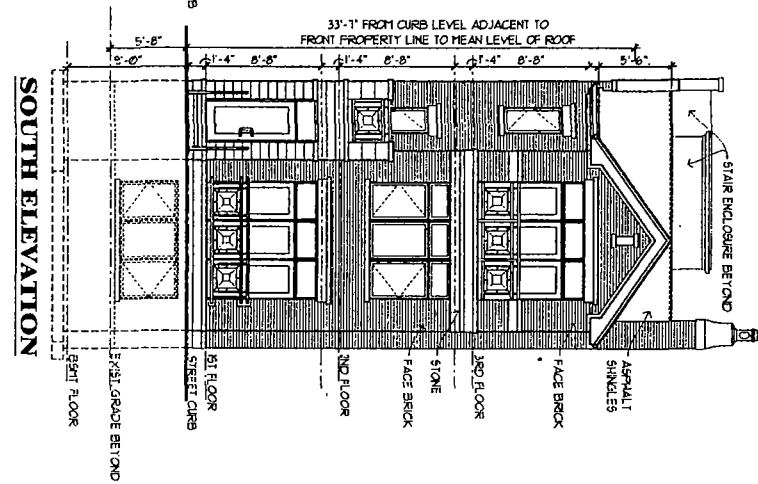 33'-7" FROM CURB LEVEL ADJACENT TO
FRONT PROPERTY LINE TO MEAN LEVEL OF ROOF
5'-8"
9'-0"
1'-4"
8'-8"
1'-4"
8'-8"
1'-4"
8'-8"
5'-6"
STAIR ENCLOSURE BEYOND
ASPHALT
SHINGLES
FACE BRICK
3RD FLOOR
STONE
FACE BRICK
2ND FLOOR
1ST FLOOR
STREET CURB
EXIST. GRADE BEYOND
BSMT FLOOR
SOUTH ELEVATION